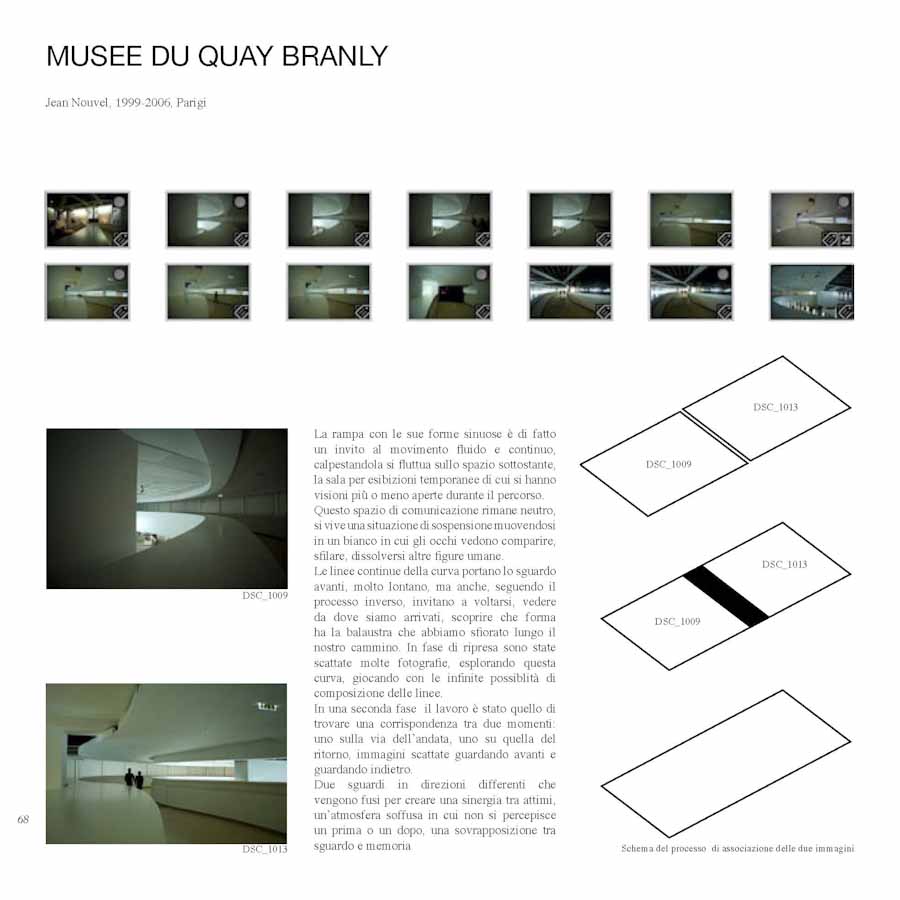 MUSEE DU QUAY BRANLY
Jean Nouvel, 1999-2006, Parigi
DSC_1009
DSC_1013
La rampa con le sue forme sinuose è di fatto
un invito al movimento fluido e continuo,
calpestandola si fluttua sullo spazio sottostante,
la sala per esibizioni temporanee di cui si hanno
visioni più o meno aperte durante il percorso.
Questo spazio di comunicazione rimane neutro,
si vive una situazione di sospensione muovendosi
in un bianco in cui gli occhi vedono comparire,
sfilare, dissolversi altre figure umane.
Le linee continue della curva portano lo sguardo
avanti, molto lontano, ma anche, seguendo il
processo inverso, invitano a voltarsi, vedere
da dove siamo arrivati, scoprire che forma
ha la balaustra che abbiamo sfiorato lungo il
nostro cammino. In fase di ripresa sono state
scattate molte fotografie, esplorando questa
curva, giocando con le infinite possiblità di
composizione delle linee.
In una seconda fase il lavoro è stato quello di
trovare una corrispondenza tra due momenti:
uno sulla via dell'andata, uno su quella del
ritorno, immagini scattate guardando avanti e
guardando indietro.
Due sguardi in direzioni differenti che
vengono fusi per creare una sinergia tra attimi,
un'atmosfera soffusa in cui non si percepisce
un prima o un dopo, una sovrapposizione tra
sguardo e memoria
DSC_1013
DSC_1009
DSC_1013
DSC_1009
Schema del processo di associazione delle due immagini
68